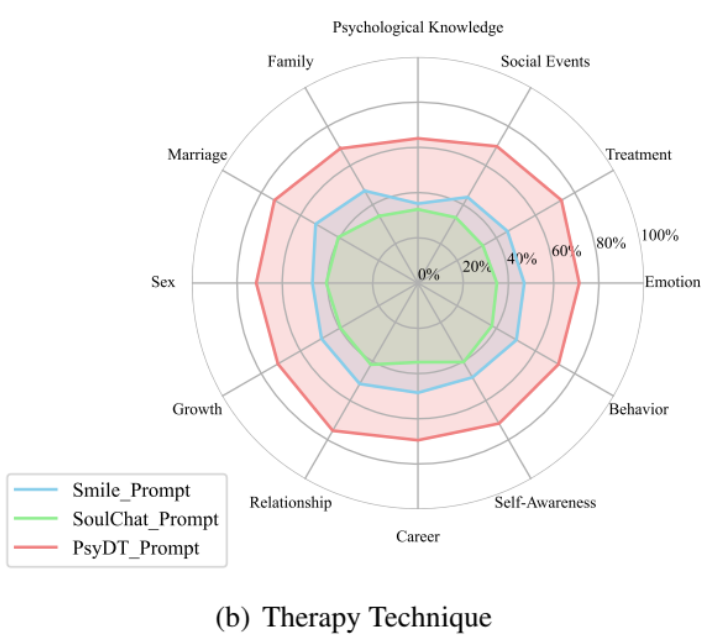 Psychological Knowledge
Family
Social Events
Marriage
Treatment
100%
80%
60%
40%
20%
0%
Sex
Emotion
Growth
Behavior
Relationship
Self-Awareness
Career
Smile_Prompt
SoulChat_Prompt
PsyDT_Prompt
(b) Therapy Technique